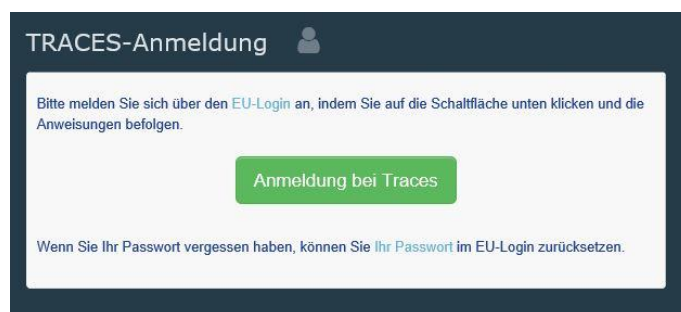 TRACES-Anmeldung
Bitte melden Sie sich über den EU-Login an, indem Sie auf die Schaltfläche unten klicken und die
Anweisungen befolgen.
Anmeldung bei Traces
Wenn Sie Ihr Passwort vergessen haben, können Sie Ihr Passwort im EU-Login zurücksetzen.